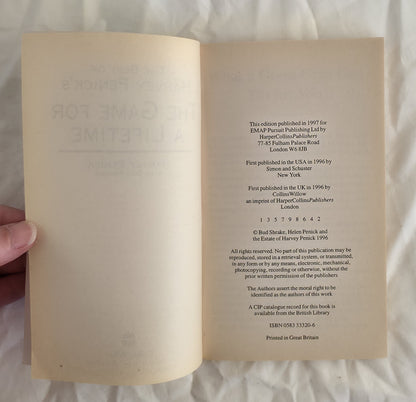 This edition published in 1997 for
EMAP Pursuit Publishing Ltd by
HarperCollinsPublishers
77-85 Fulham Palace Road
London W6 8JB
First published in the USA in 1996 by
Simon and Schuster
New York
First published in the UK in 1996 by
CollinsWillow
an imprint of HarperCollinsPublishers
London
1 3 5 7 9 8 6 4 2
© Bud Shrake, Helen Penick and
the Estate of Harvey Penick 1996
All rights reserved. No part of this publication may be
reproduced, stored in a retrieval system, or transmitted,
in any form or by any means, electronic, mechanical,
photocopying, recording or otherwise, without the
prior written permission of the publishers.
The Authors assert the moral right to be
identified as the authors of this work
A CIP catalogue record for this book is
available from the British Library
ISBN 0583 33320-6
Printed in Great Britain